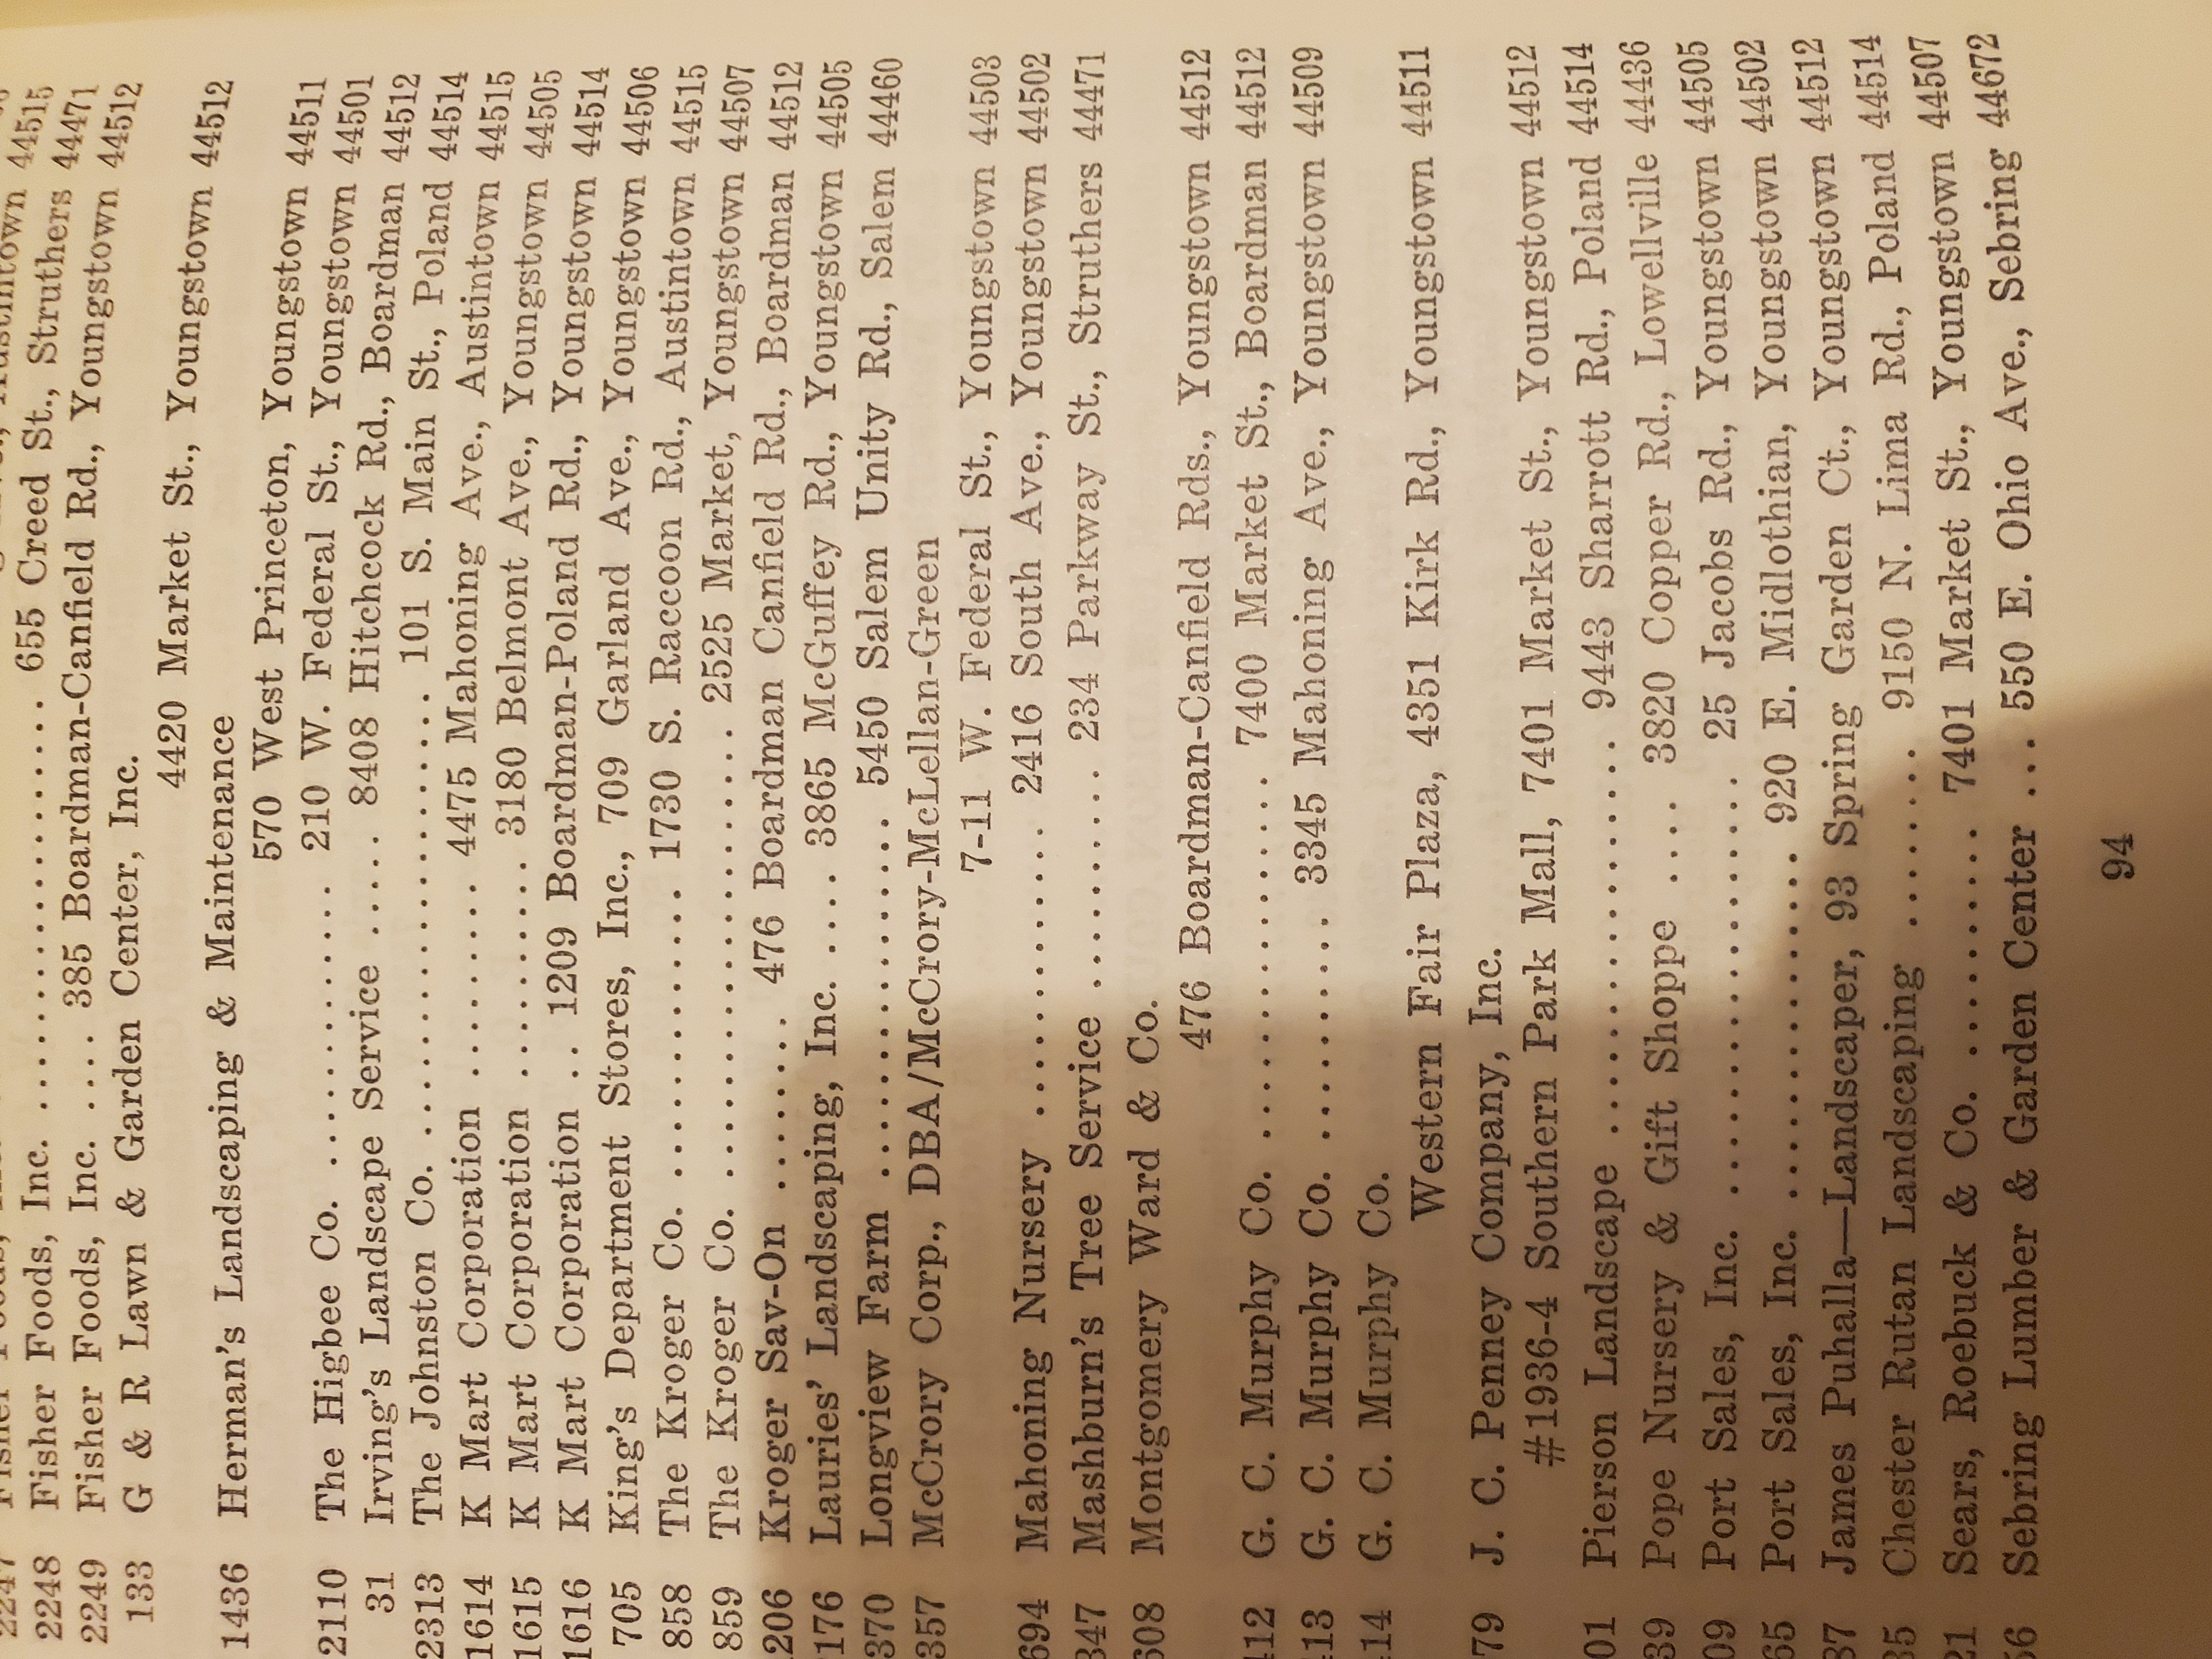 2248 Fisher Foods, Inc. .................. 655 Creed St., Struthers 44471
2249 Fisher Foods, Inc. .... 385 Boardman-Canfield Rd., Youngstown 44512
133 G & R Lawn & Garden Center, Inc.
4420 Market St., Youngstown 44512
1436 Herman's Landscaping & Maintenance
570 West Princeton, Youngstown 44511
2110 The Higbee Co. .............. 210 W. Federal St., Youngstown 44501
31 Irving's Landscape Service ..... 8408 Hitchcock Rd., Boardman 44512
2313 The Johnston Co. ...................... 101 S. Main St., Poland 44514
1614 K Mart Corporation .......... 4475 Mahoning Ave., Austintown 44515
1615 K Mart Corporation ............ 3180 Belmont Ave., Youngstown 44505
1616 K Mart Corporation .. 1209 Boardman-Poland Rd., Youngstown 44514
705 King's Department Stores, Inc., 709 Garland Ave., Youngstown 44506
858 The Kroger Co. ............... 1730 S. Raccoon Rd., Austintown 44515
859 The Kroger Co. ....................... 2525 Market, Youngstown 44507
206 Kroger Sav-On ........ 476 Boardman Canfield Rd., Boardman 44512
176 Lauries' Landscaping, Inc. .... 3865 McGuffey Rd., Youngstown 44505
370 Longview Farm ................. 5450 Salem Unity Rd., Salem 44460
357 McCrory Corp., DBA/McCrory-McLellan-Green
7-11 W. Federal St., Youngstown 44503
694 Mahoning Nursery .............. 2416 South Ave., Youngstown 44502
347 Mashburn's Tree Service .......... 234 Parkway St., Struthers 44471
608 Montgomery Ward & Co.
476 Boardman-Canfield Rds., Youngstown 44512
412 G. C. Murphy Co. ................. 7400 Market St., Boardman 44512
413 G. C. Murphy Co. ............ 3345 Mahoning Ave., Youngstown 44509
414 G. C. Murphy Co.
Western Fair Plaza, 4351 Kirk Rd., Youngstown 44511
79 J. C. Penney Company, Inc.
#1936-4 Southern Park Mall, 7401 Market St., Youngstown 44512
01 Pierson Landscape .................. 9443 Sharrott Rd., Poland 44514
39 Pope Nursery & Gift Shoppe .... 3820 Copper Rd., Lowellville 44436
09 Port Sales, Inc. ................... 25 Jacobs Rd., Youngstown 44505
65 Port Sales, Inc. ................ 920 E. Midlothian, Youngstown 44502
37 James Puhalla—Landscaper, 93 Spring Garden Ct., Youngstown 44512
35 Chester Rutan Landscaping ........ 9150 N. Lima Rd., Poland 44514
21 Sears, Roebuck & Co. ........... 7401 Market St., Youngstown 44507
56 Sebring Lumber & Garden Center ... 550 E. Ohio Ave., Sebring 44672
94